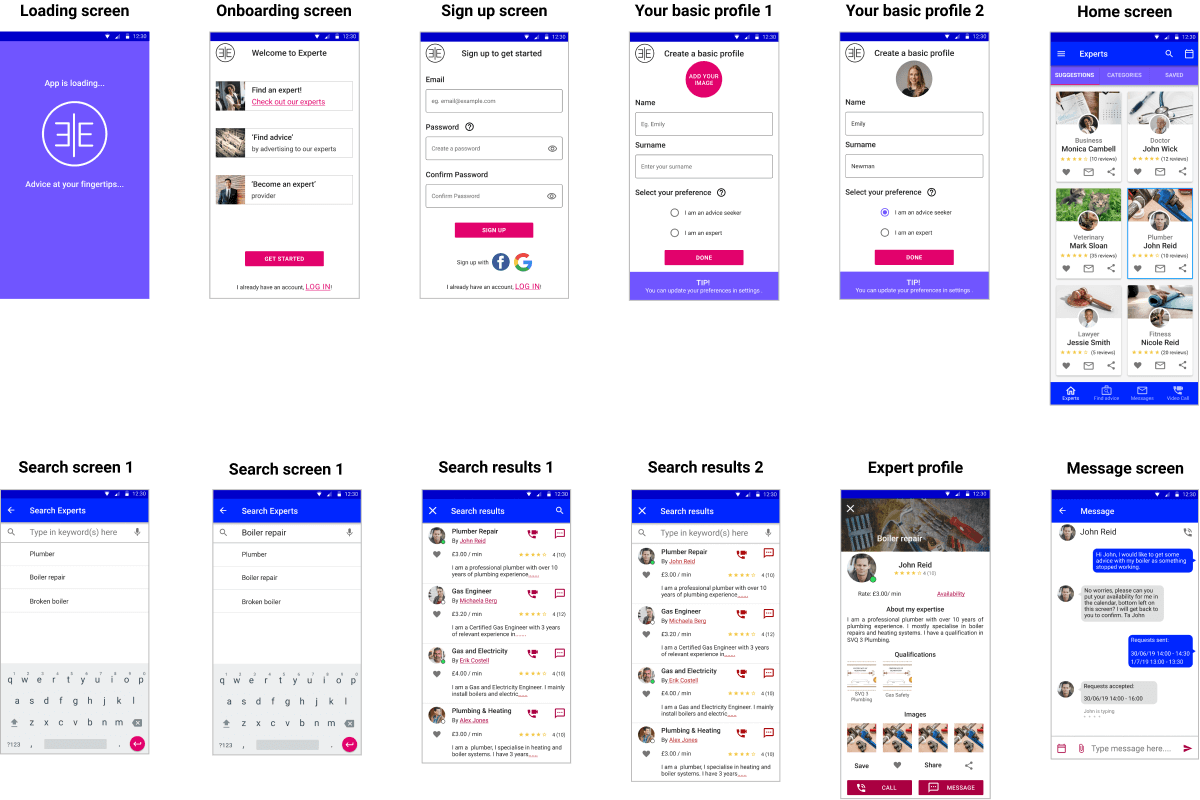 Loading screen
12:30
App is loading...
Advice at your fingertips...
Onboarding screen
12:30
Welcome to Experte
Find an expert!
Check out our experts
'Find advice'
by advertising to our experts
'Become an expert'
provider
GET STARTED
I already have an account, LOG IN!
Sign up screen
12:30
Sign up to get started
Email
eg. email@example.com
Password
Create a password
Confirm Password
Confirm Password
SIGN UP
Sign up with
I already have an account, LOG IN!
Your basic profile 1
12:30
Create a basic profile
ADD YOUR
IMAGE
Name
Eg. Emily
Surname
Enter your surname
Select your preference
I am an advice seeker
I am an expert
DONE
TIP!
You can update your preferences in settings .
Your basic profile 2
12:30
Create a basic profile
Name
Emily
Surname
Newman
Select your preference
I am an advice seeker
I am an expert
DONE
TIP!
You can update your preferences in settings .
Home screen
12:30
Experts
SUGGESTIONS CATEGORIES SAVED
Business
Monica Cambell
(10 reviews)
Doctor
John Wick
(12 reviews)
Veterinary
Mark Sloan
(35 reviews)
Plumber
John Reid
(10 reviews)
Lawyer
Jessie Smith
(5 reviews)
Fitness
Nicole Reid
(20 reviews)
Experts Find advice Messages Video Call
Search screen 1
12:30
Search Experts
Type in keyword(s) here
Plumber
Boiler repair
Broken boiler
q w e r t y u i o p
a s d f g h j k l
z x c v b n m
?123 , .
Search screen 1
12:30
Search Experts
Boiler repair
Plumber
Boiler repair
Broken boiler
q w e r t y u i o p
a s d f g h j k l
z x c v b n m
?123 , .
Search results 1
12:30
Search results
Plumber Repair
By John Reid
£3.00 / min 4 (10)
I am a professional plumber with over 10
years of plumbing experience......
Gas Engineer
By Michaela Berg
£3.20 / min 4 (12)
I am a Certified Gas Engineer with 3 years
of relevant experience in.......
Gas and Electricity
By Erik Costell
£4.00 / min 4 (10)
I am a Gas and Electricity Engineer. I mainly
install boilers and electric......
Plumbing & Heating
By Alex Jones
£3.00 / min 4 (10)
I am a plumber, I specialise in heating and
boiler systems. I have 3 years......
Search results 2
12:30
Search results
Type in keyword(s) here
Plumbie Repair
By John Reid
£3.00 / min 4 (10)
I am a professional plumber with over 10
years of plumbing experience......
Gas Engineer
By Michaela Berg
£3.20 / min 4 (12)
I am a Certified Gas Engineer with 3 years
of relevant experience in......
Gas and Electricity
By Erik Costell
£4.00 / min 4 (10)
I am a Gas and Electricity Engineer. I mainly
install boilers and electric......
Plumbing & Heating
By Alex Jones
£3.00 / min 4 (10)
I am a plumber, I specialise in heating and
boiler systems. I have 3 years......
Expert profile
12:30
Boiler repair
John Reid
4 (10)
Rate: £3.00/ min Availability
About my expertise
I am a professional plumber with over 10 years of
plumbing experience. I mostly specialise in boiler
repairs and heating systems. I have a qualification in
SVQ 3 Plumbing.
Qualifications
SVQ 3
Plumbing
Gas Safety
Images
Save Share
CALL MESSAGE
Message screen
12:30
Message
John Reid
Hi John, I would like to get some
advice with my boiler as something
stopped working.
No worries, please can you
put your availability for me in
the calendar, bottom left on
this screen? I will get back
to you to confirm. Ta John
Requests sent:
30/06/19 14:00 - 14:30
1/7/19 13:00 - 13:30
Requests accepted:
30/06/19 14:00 - 16:00
John is typing
Type message here....